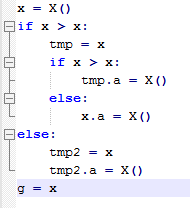 x = X()
if x > x:
    tmp = x
    if x > x:
        tmp.a = X()
    else:
        x.a = X()
else:
    tmp2 = x
    tmp2.a = X()
g = x